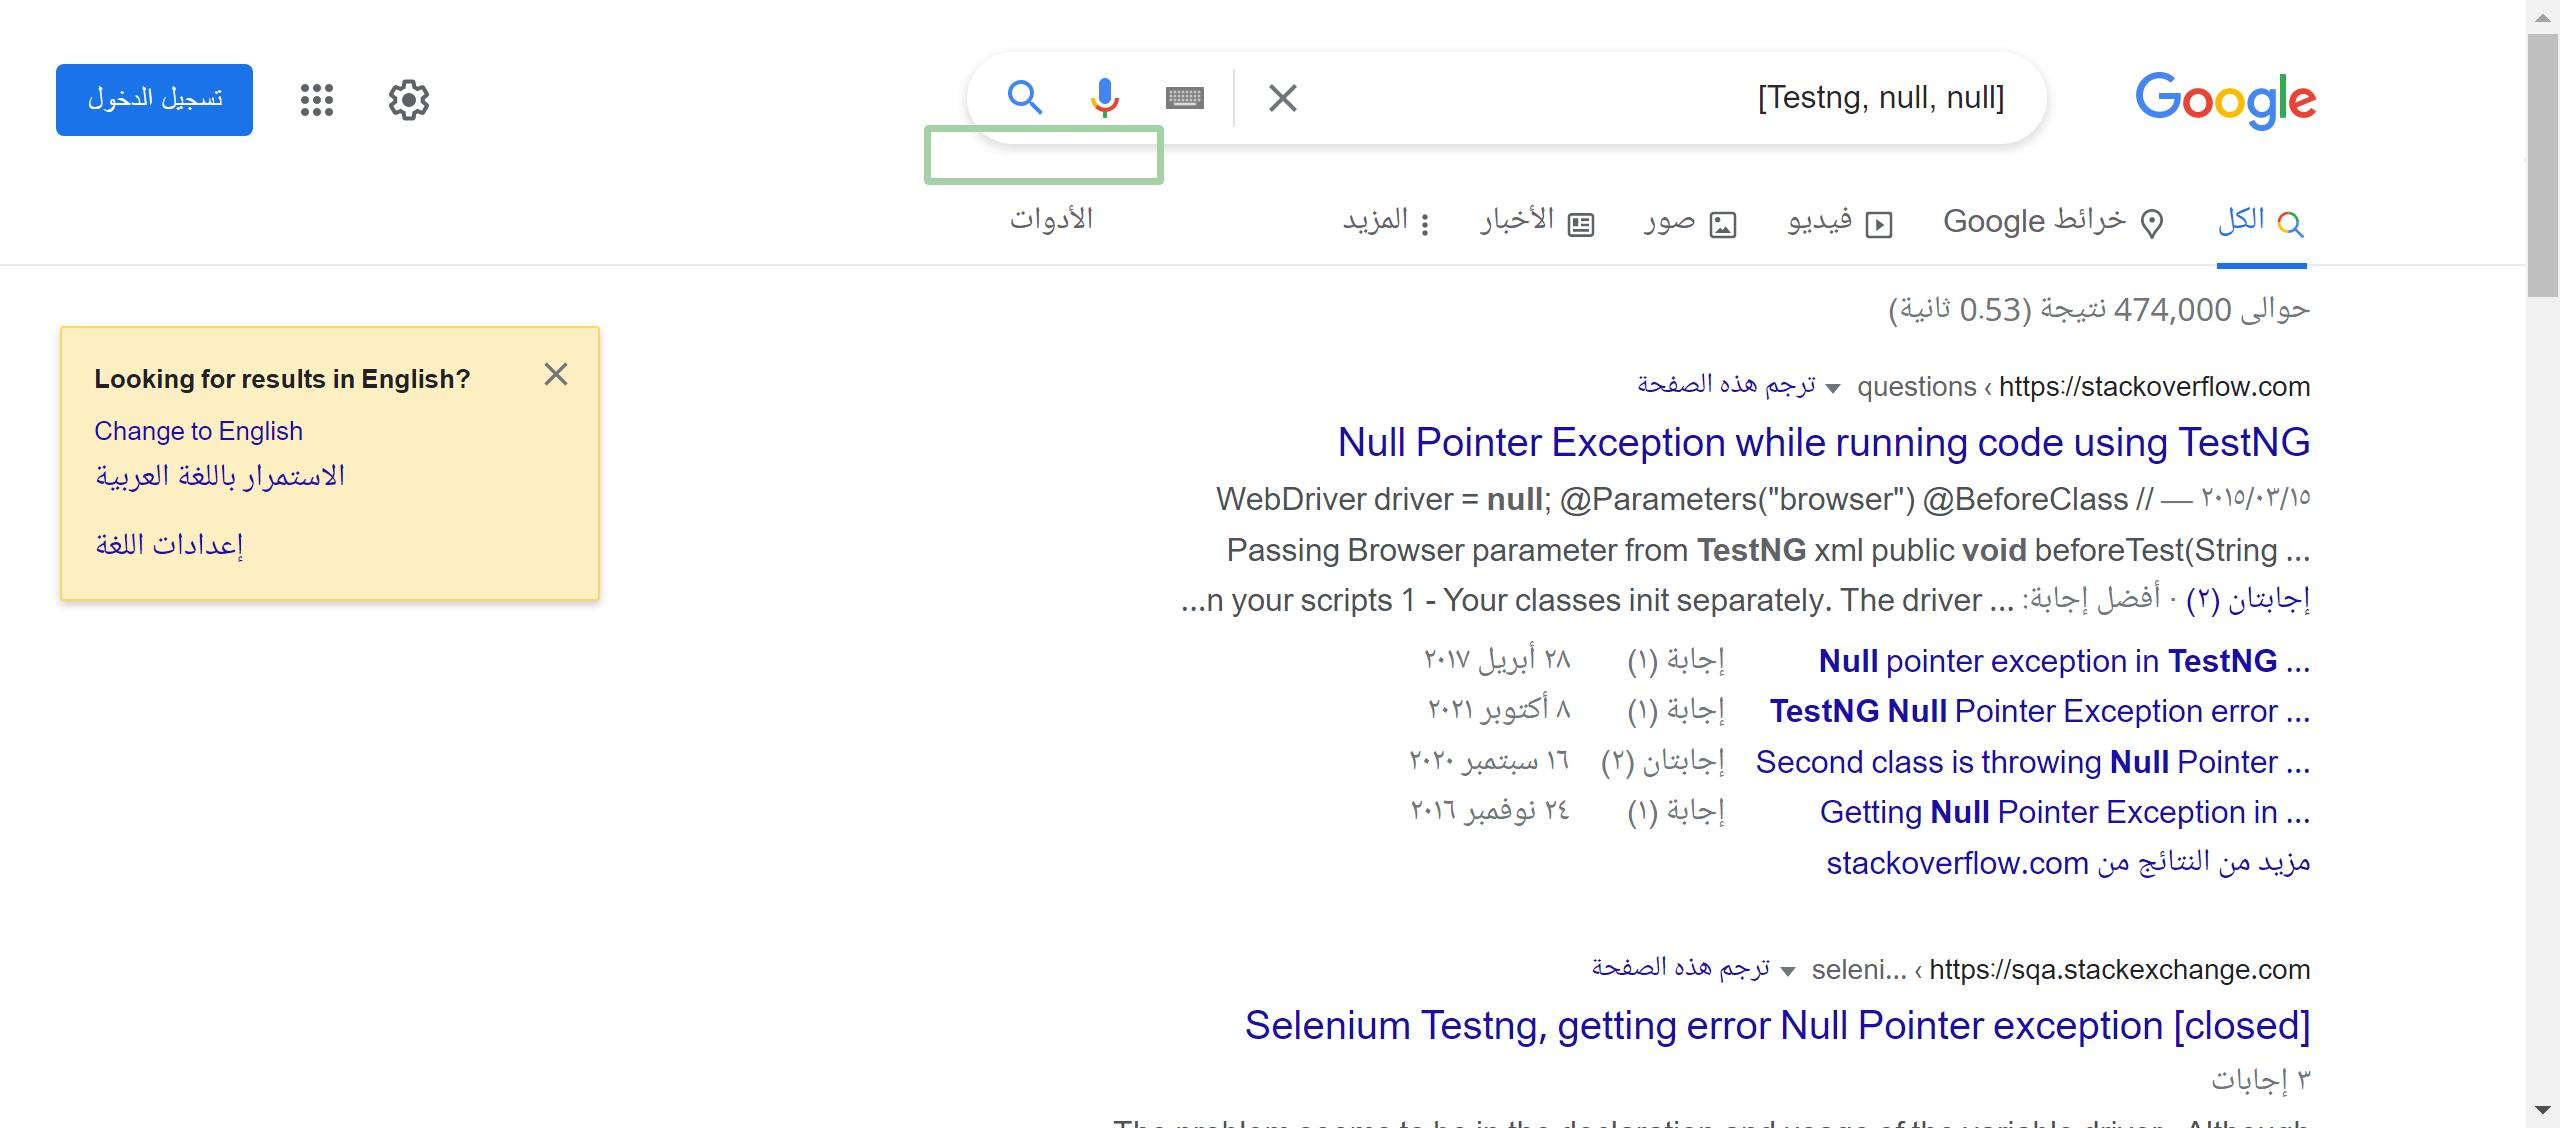 Google
[Testng, null, null]
تسجيل الدخول
الكل
خرائط Google
فيديو
صور
الأخبار
المزيد
الأدوات
حوالى 474,000 نتيجة (0.53 ثانية)
Looking for results in English?
Change to English
الاستمرار باللغة العربية
إعدادات اللغة
https://stackoverflow.com › questions ترجم هذه الصفحة
Null Pointer Exception while running code using TestNG
٢٠١٥/٠٣/١٥ — WebDriver driver = null; @Parameters("browser") @BeforeClass //
Passing Browser parameter from TestNG xml public void beforeTest(String ...
إجابتان (٢) · أفضل إجابة: ... n your scripts 1 - Your classes init separately. The driver...
Null pointer exception in TestNG ... إجابة (١) ٢٨ أبريل ٢٠١٧
TestNG Null Pointer Exception error ... إجابة (١) ٨ أكتوبر ٢٠٢١
Second class is throwing Null Pointer ... إجابتان (٢) ١٦ سبتمبر ٢٠٢٠
Getting Null Pointer Exception in ... إجابة (١) ٢٤ نوفمبر ٢٠١٦
مزيد من النتائج من stackoverflow.com
https://sqa.stackexchange.com › seleni... ترجم هذه الصفحة
Selenium Testng, getting error Null Pointer exception [closed]
٣ إجابات